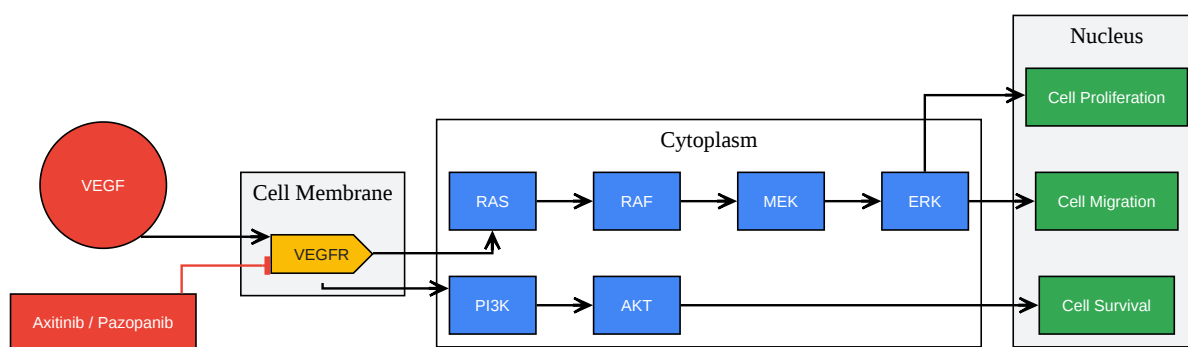 Nucleus
Cell Proliferation
Cytoplasm
VEGF
Cell Membrane
RAS
RAF
MEK
ERK
Cell Migration
VEGFR
PI3K
AKT
Cell Survival
Axitinib / Pazopanib